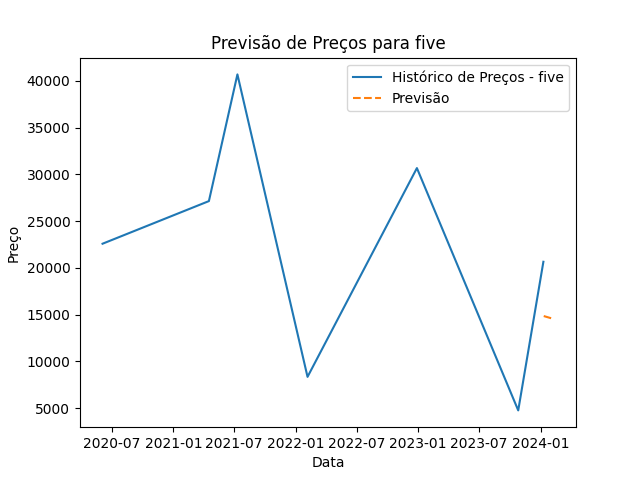 Previsão de Preços para five
Histórico de Preços - five
Previsão
Preço
40000
35000
30000
25000
20000
15000
10000
5000
2020-07 2021-01 2021-07 2022-01 2022-07 2023-01 2023-07 2024-01
Data